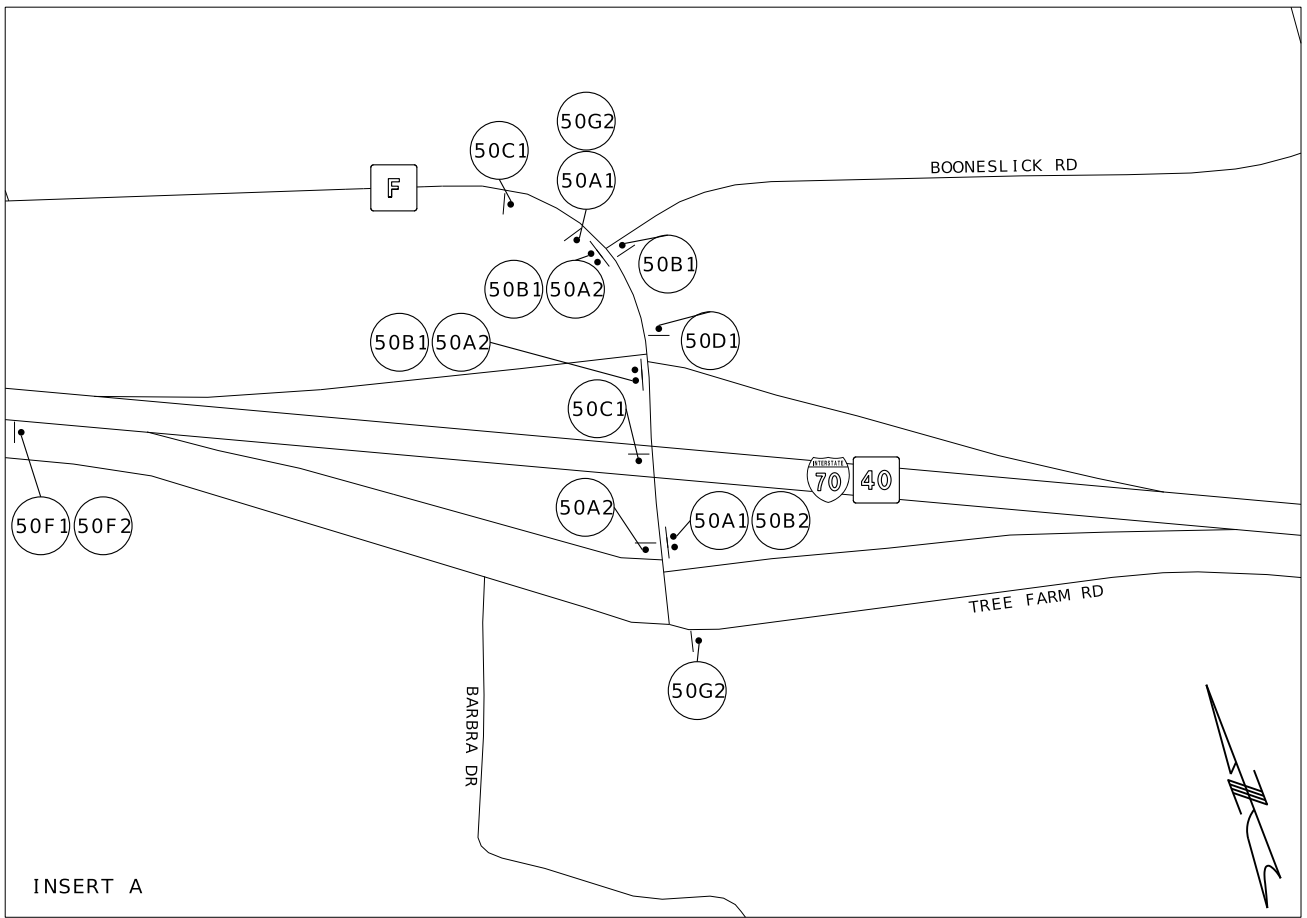 50G2
50C1
50A1
F
BOONESLICK RD
50B1
50B1 50A2
50D1
50B1 50A2
50C1
INTERSTATE
70
40
50A2
50A1 50B2
50F1 50F2
TREE FARM RD
50G2
BARBRA DR
N
INSERT A